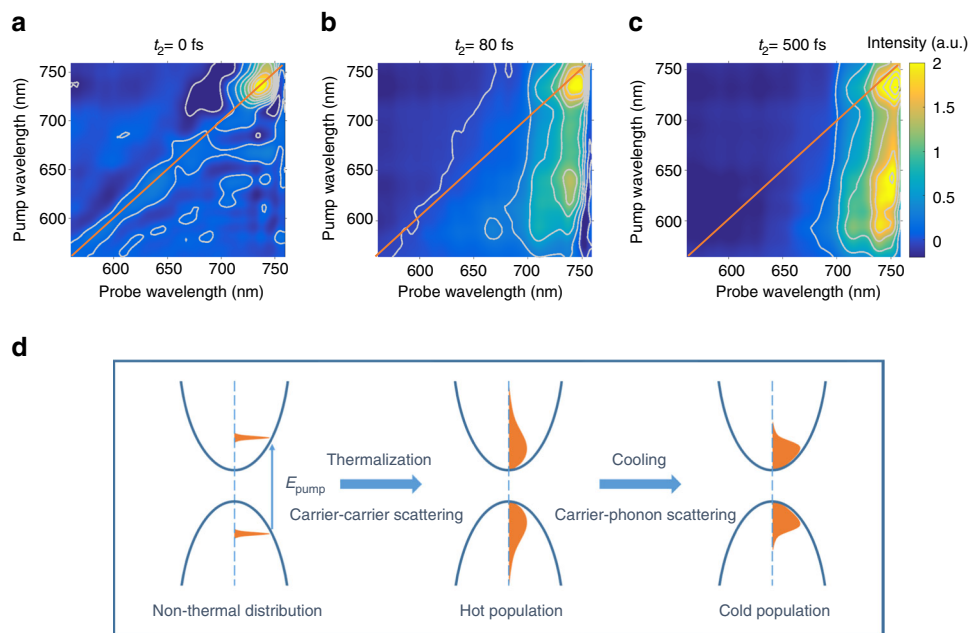 a
t₂= 0 fs
Pump wavelength (nm)
750
700
650
600
600
650
700
750
Probe wavelength (nm)
b
t₂= 80 fs
Pump wavelength (nm)
750
700
650
600
600
650
700
750
Probe wavelength (nm)
c
t₂= 500 fs
Pump wavelength (nm)
750
700
650
600
600
650
700
750
Probe wavelength (nm)
Intensity (a.u.)
2
1.5
1
0.5
0
d
E_pump
Thermalization
Carrier-carrier scattering
Cooling
Carrier-phonon scattering
Non-thermal distribution
Hot population
Cold population